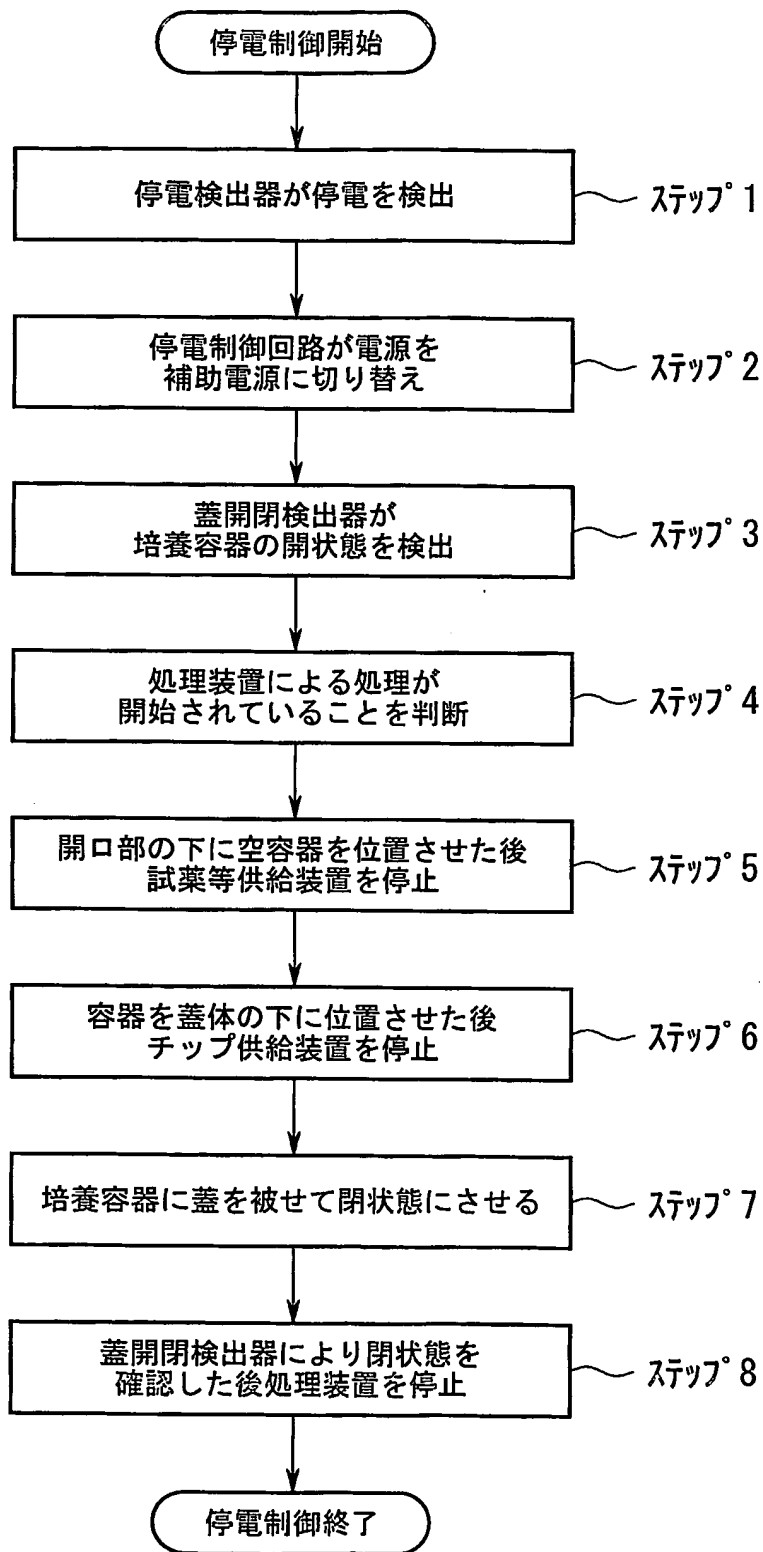 停電制御開始
停電検出器が停電を検出
ステップ1
停電制御回路が電源を
補助電源に切り替え
ステップ2
蓋開閉検出器が
培養容器の開状態を検出
ステップ3
処理装置による処理が
開始されていることを判断
ステップ4
開口部の下に空容器を位置させた後
試薬等供給装置を停止
ステップ5
容器を蓋体の下に位置させた後
チップ供給装置を停止
ステップ6
培養容器に蓋を被せて閉状態にさせる
ステップ7
蓋開閉検出器により閉状態を
確認した後処理装置を停止
ステップ8
停電制御終了